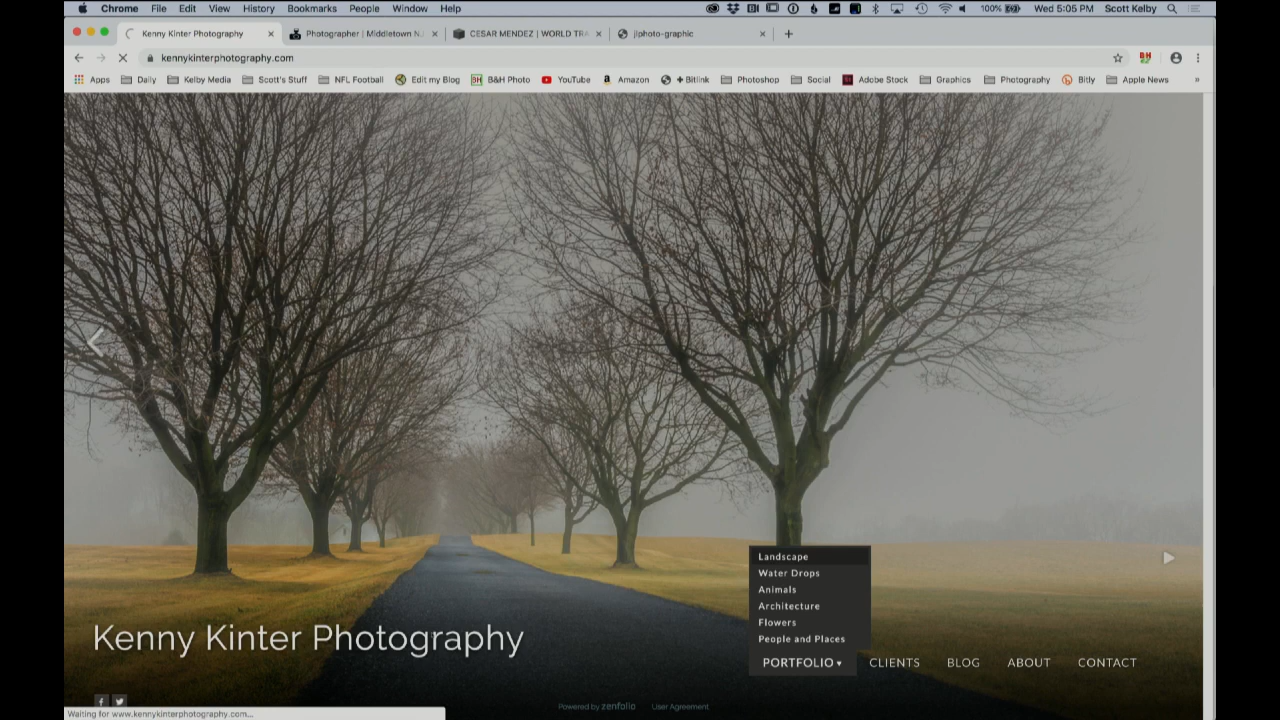 Chrome File Edit View History Bookmarks People Window Help 100% Wed 5:05 PM Scott Kelby
Kenny Kinter Photography Photographer | Middletown NJ CESAR MENDEZ | WORLD TRA jlphoto-graphic
kennykinterphotography.com
Apps Daily Kelby Media Scott's Stuff NFL Football Edit my Blog BH B&H Photo YouTube Amazon + Bitlink Photoshop Social Adobe Stock Graphics Photography Bitly Apple News »
Landscape
Water Drops
Animals
Architecture
Flowers
People and Places
Kenny Kinter Photography
PORTFOLIO ▾ CLIENTS BLOG ABOUT CONTACT
Powered by zenfolio User Agreement
Waiting for www.kennykinterphotography.com...